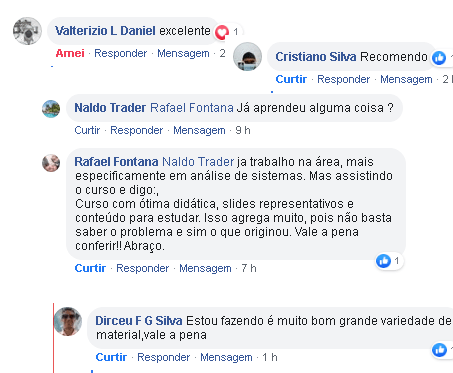 Valterizio L Daniel excelente 1
Amei · Responder · Mensagem · 2
Cristiano Silva Recomendo
Curtir · Responder · Mensagem · 2 h
Naldo Trader Rafael Fontana Já aprendeu alguma coisa ?
Curtir · Responder · Mensagem · 9 h
Rafael Fontana Naldo Trader ja trabalho na área, mais
especificamente em análise de sistemas. Mas assistindo
o curso e digo:,
Curso com ótima didática, slides representativos e
conteúdo para estudar. Isso agrega muito, pois não basta
saber o problema e sim o que originou. Vale a pena
conferir!! Abraço.
1
Curtir · Responder · Mensagem · 7 h
Dirceu F G Silva Estou fazendo é muito bom grande variedade de
material,vale a pena
Curtir · Responder · Mensagem · 1 h